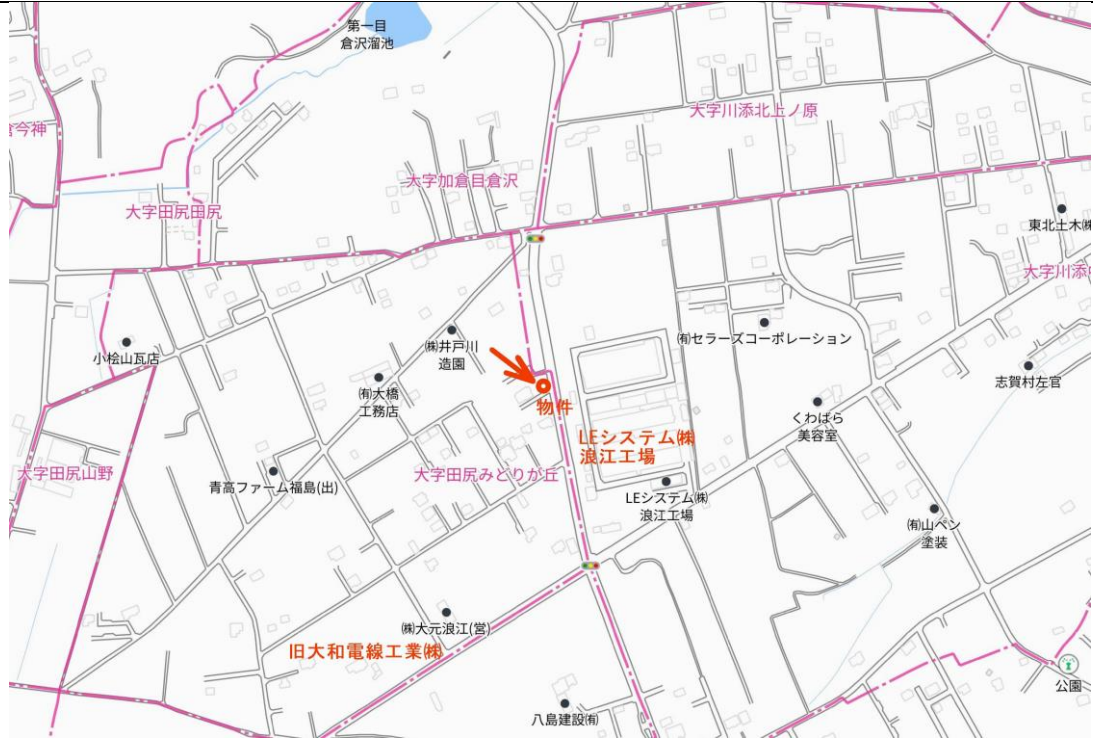 第一目
倉沢溜池
大字川添北上ノ原
倉今神
大字加倉目倉沢
大字田尻田尻
東北土木㈱
大字川添
㈱井戸川
造園
小桧山瓦店
㈲セラーズコーポレーション
㈲大橋
工務店
物件
志賀村左官
くわばら
美容室
LEシステム㈱
浪江工場
大字田尻山野
青高ファーム福島(出)
大字田尻みどりが丘
LEシステム㈱
浪江工場
㈲山ペン
塗装
㈱大元浪江(営)
旧大和電線工業㈱
八島建設㈲
公園